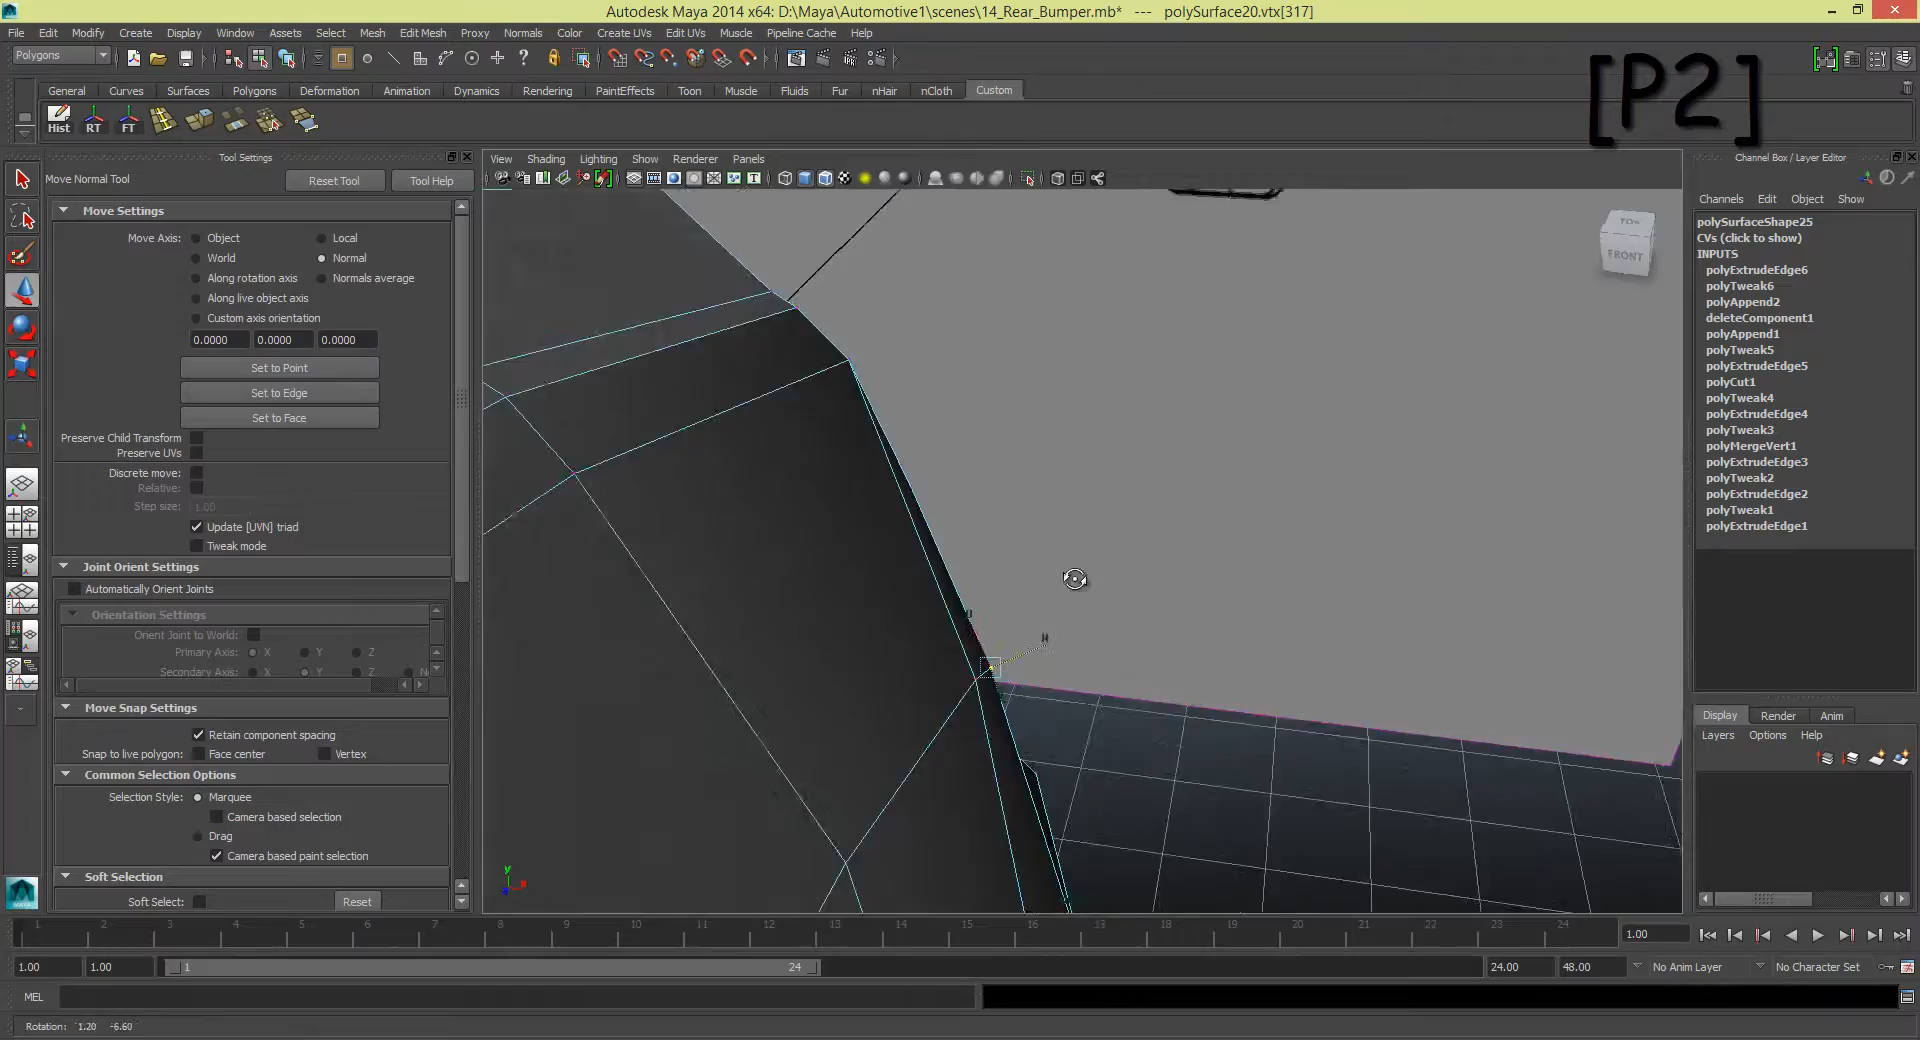 Autodesk Maya 2014 x64: D:\Maya\Automotive1\scenes\14_Rear_Bumper.mb*   ---   polySurface20.vtx[317]
File Edit Modify Create Display Window Assets Select Mesh Edit Mesh Proxy Normals Color Create UVs Edit UVs Muscle Pipeline Cache Help
Polygons
[P2]
General Curves Surfaces Polygons Deformation Animation Dynamics Rendering PaintEffects Toon Muscle Fluids Fur nHair nCloth Custom
Hist RT FT
Tool Settings
Move Normal Tool Reset Tool Tool Help
Move Settings
Move Axis: Object Local
World Normal
Along rotation axis Normals average
Along live object axis
Custom axis orientation
0.0000 0.0000 0.0000
Set to Point
Set to Edge
Set to Face
Preserve Child Transform
Preserve UVs
Discrete move:
Relative:
Step size: 1.00
Update [UVN] triad
Tweak mode
Joint Orient Settings
Automatically Orient Joints
Orientation Settings
Orient Joint to World:
Primary Axis: X Y Z
Secondary Axis: X Y Z
Move Snap Settings
Retain component spacing
Snap to live polygon: Face center Vertex
Common Selection Options
Selection Style: Marquee
Camera based selection
Drag
Camera based paint selection
Soft Selection
Soft Select: Reset
View Shading Lighting Show Renderer Panels
TOP
FRONT
U
N
y
x
z
Channel Box / Layer Editor
Channels Edit Object Show
polySurfaceShape25
CVs (click to show)
INPUTS
polyExtrudeEdge6
polyTweak6
polyAppend2
deleteComponent1
polyAppend1
polyTweak5
polyExtrudeEdge5
polyCut1
polyTweak4
polyExtrudeEdge4
polyTweak3
polyMergeVert1
polyExtrudeEdge3
polyTweak2
polyExtrudeEdge2
polyTweak1
polyExtrudeEdge1
Display Render Anim
Layers Options Help
1 2 3 4 5 6 7 8 9 10 11 12 13 14 15 16 17 18 19 20 21 22 23 24
1.00
1.00 1.00 1 24 24.00 48.00 No Anim Layer No Character Set
MEL
Rotation: 1.20 -6.60